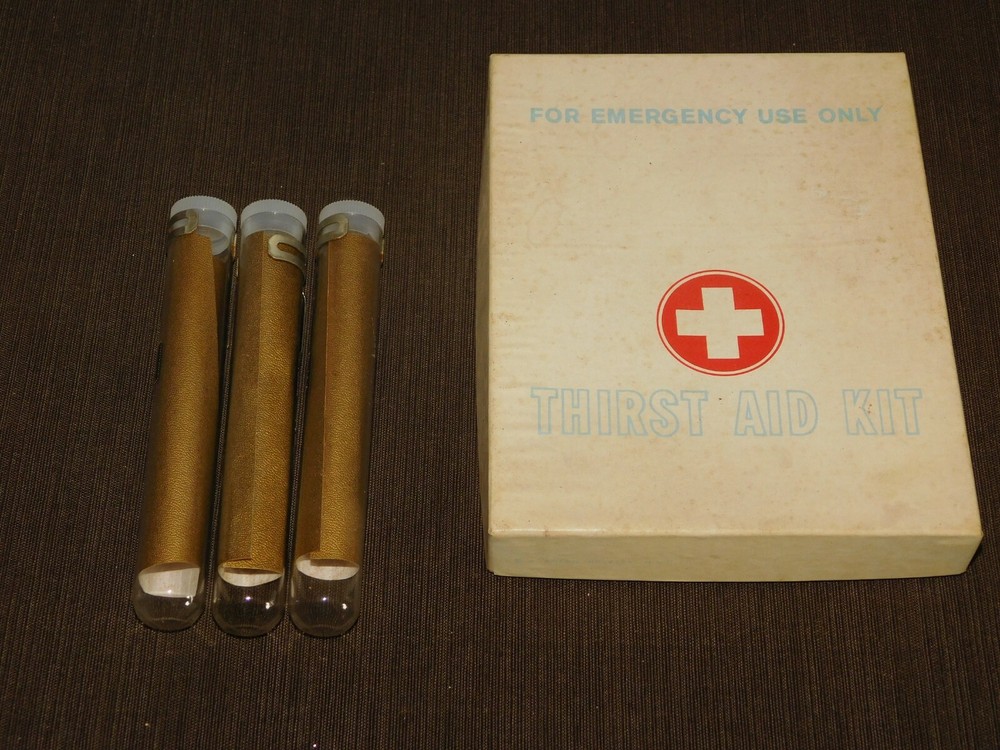 FOR EMERGENCY USE ONLY
THIRST AID KIT